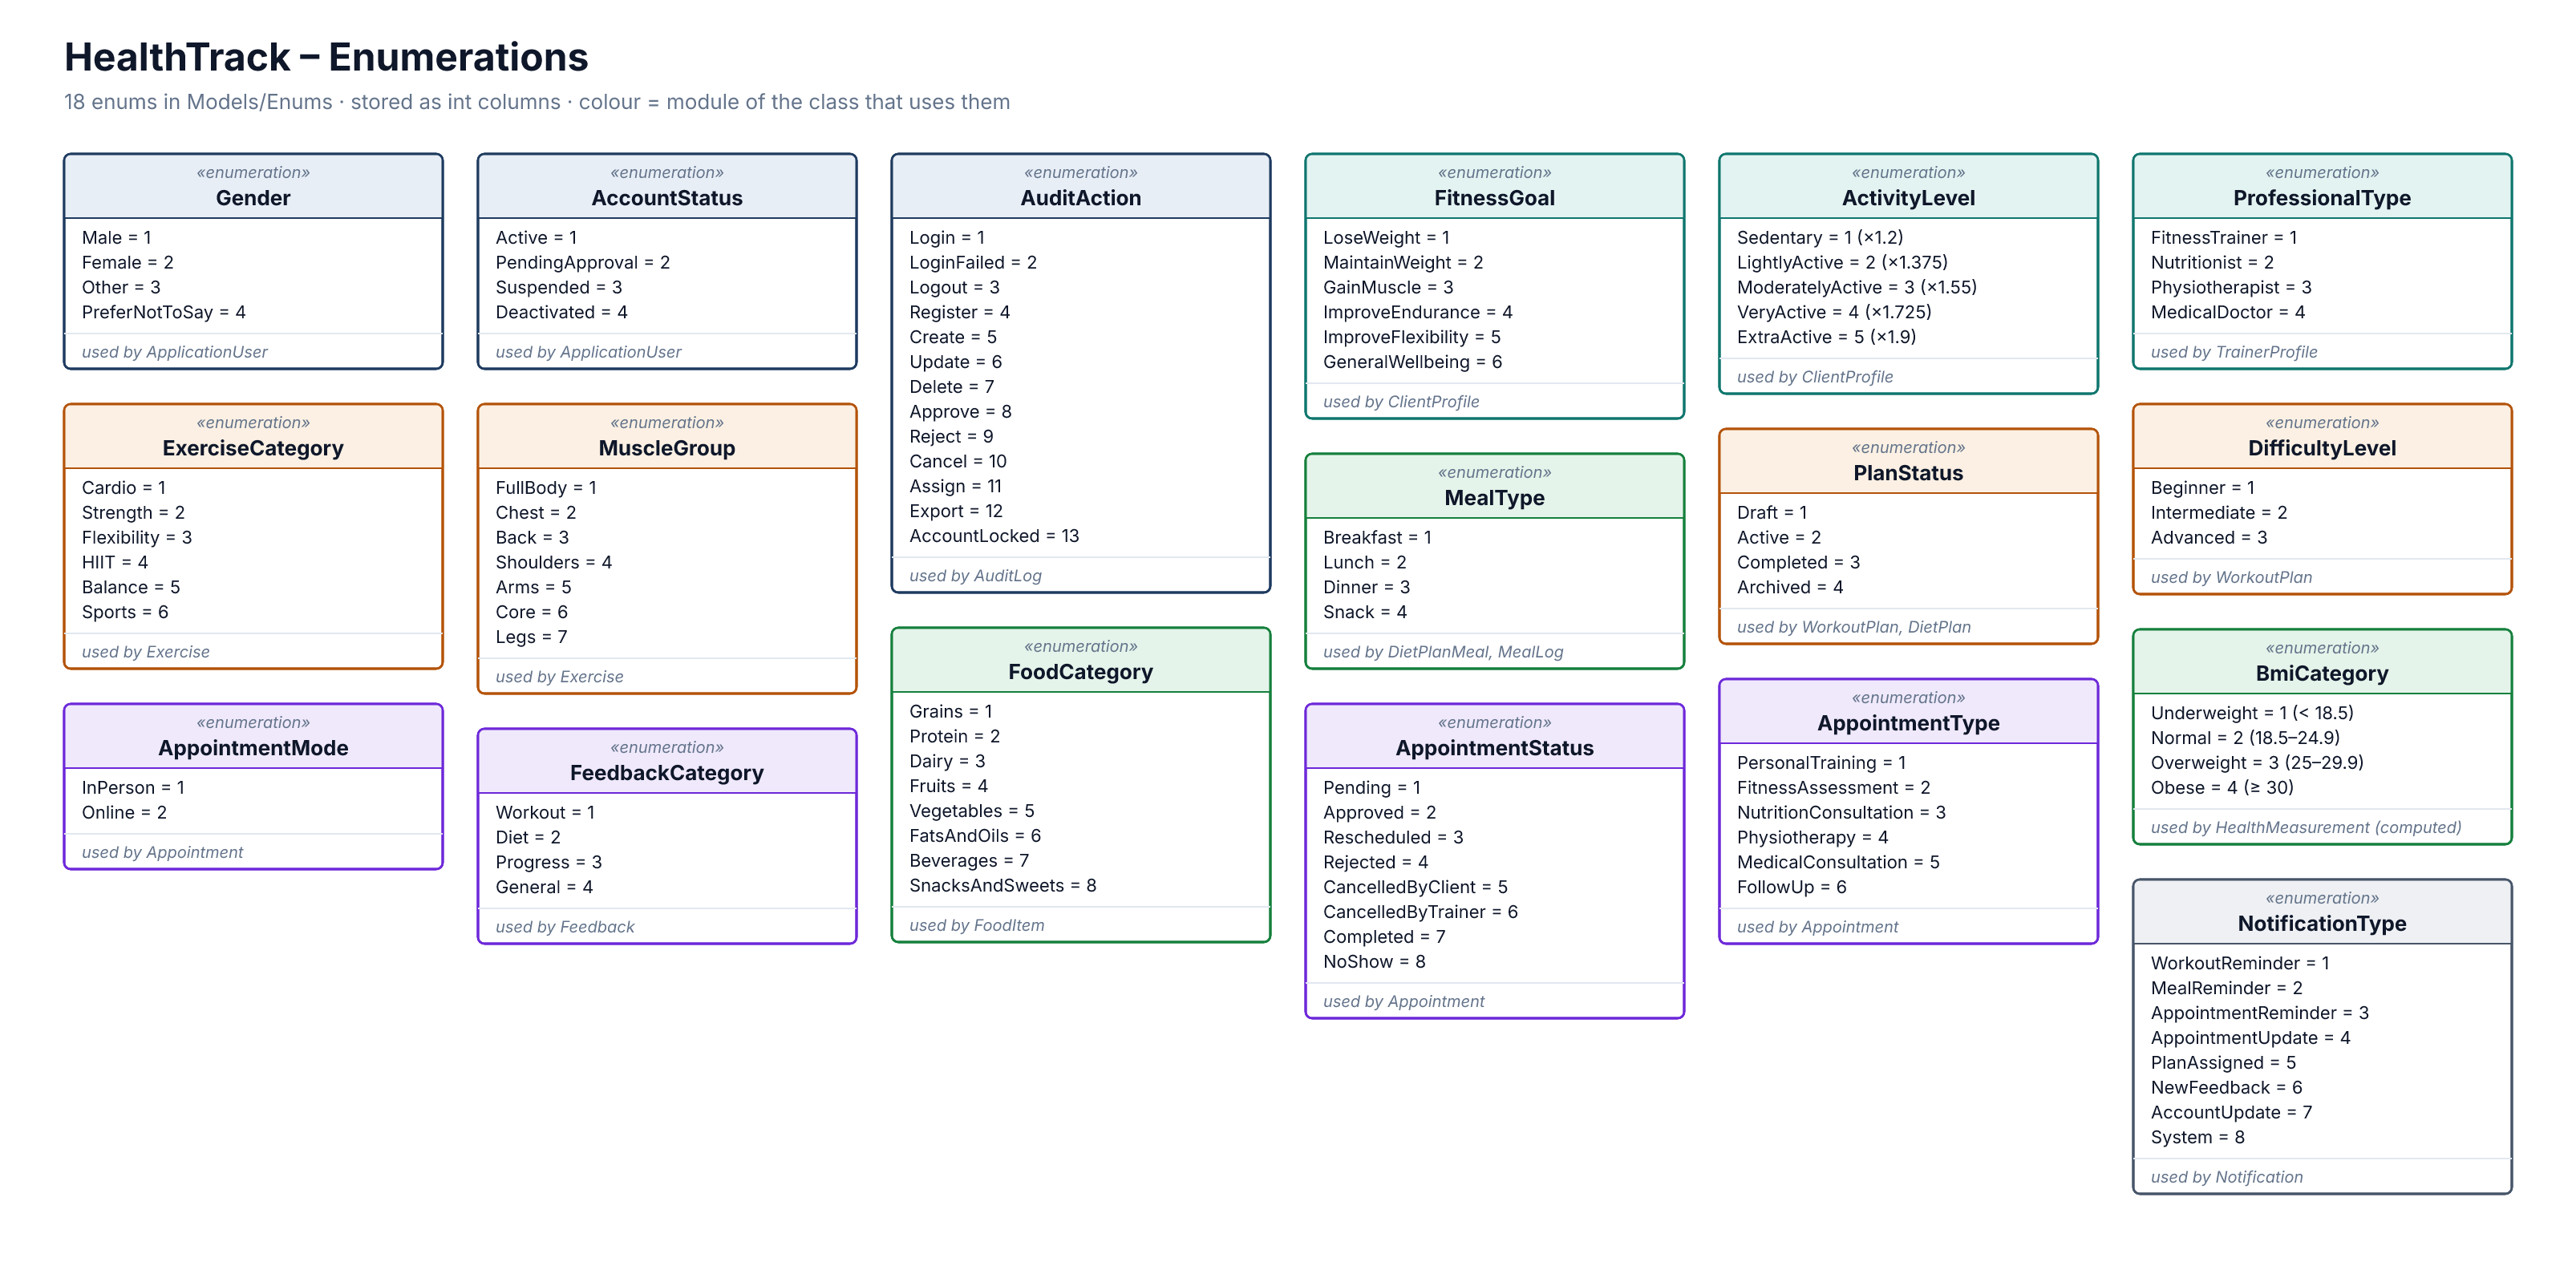 HealthTrack – Enumerations
18 enums in Models/Enums · stored as int columns · colour = module of the class that uses them
«enumeration»
Gender
Male = 1
Female = 2
Other = 3
PreferNotToSay = 4
used by ApplicationUser
«enumeration»
AccountStatus
Active = 1
PendingApproval = 2
Suspended = 3
Deactivated = 4
used by ApplicationUser
«enumeration»
AuditAction
Login = 1
LoginFailed = 2
Logout = 3
Register = 4
Create = 5
Update = 6
Delete = 7
Approve = 8
Reject = 9
Cancel = 10
Assign = 11
Export = 12
AccountLocked = 13
used by AuditLog
«enumeration»
FitnessGoal
LoseWeight = 1
MaintainWeight = 2
GainMuscle = 3
ImproveEndurance = 4
ImproveFlexibility = 5
GeneralWellbeing = 6
used by ClientProfile
«enumeration»
ActivityLevel
Sedentary = 1 (×1.2)
LightlyActive = 2 (×1.375)
ModeratelyActive = 3 (×1.55)
VeryActive = 4 (×1.725)
ExtraActive = 5 (×1.9)
used by ClientProfile
«enumeration»
ProfessionalType
FitnessTrainer = 1
Nutritionist = 2
Physiotherapist = 3
MedicalDoctor = 4
used by TrainerProfile
«enumeration»
ExerciseCategory
Cardio = 1
Strength = 2
Flexibility = 3
HIIT = 4
Balance = 5
Sports = 6
used by Exercise
«enumeration»
MuscleGroup
FullBody = 1
Chest = 2
Back = 3
Shoulders = 4
Arms = 5
Core = 6
Legs = 7
used by Exercise
«enumeration»
MealType
Breakfast = 1
Lunch = 2
Dinner = 3
Snack = 4
used by DietPlanMeal, MealLog
«enumeration»
PlanStatus
Draft = 1
Active = 2
Completed = 3
Archived = 4
used by WorkoutPlan, DietPlan
«enumeration»
DifficultyLevel
Beginner = 1
Intermediate = 2
Advanced = 3
used by WorkoutPlan
«enumeration»
FoodCategory
Grains = 1
Protein = 2
Dairy = 3
Fruits = 4
Vegetables = 5
FatsAndOils = 6
Beverages = 7
SnacksAndSweets = 8
used by FoodItem
«enumeration»
BmiCategory
Underweight = 1 (< 18.5)
Normal = 2 (18.5–24.9)
Overweight = 3 (25–29.9)
Obese = 4 (≥ 30)
used by HealthMeasurement (computed)
«enumeration»
AppointmentMode
InPerson = 1
Online = 2
used by Appointment
«enumeration»
FeedbackCategory
Workout = 1
Diet = 2
Progress = 3
General = 4
used by Feedback
«enumeration»
AppointmentStatus
Pending = 1
Approved = 2
Rescheduled = 3
Rejected = 4
CancelledByClient = 5
CancelledByTrainer = 6
Completed = 7
NoShow = 8
used by Appointment
«enumeration»
AppointmentType
PersonalTraining = 1
FitnessAssessment = 2
NutritionConsultation = 3
Physiotherapy = 4
MedicalConsultation = 5
FollowUp = 6
used by Appointment
«enumeration»
NotificationType
WorkoutReminder = 1
MealReminder = 2
AppointmentReminder = 3
AppointmentUpdate = 4
PlanAssigned = 5
NewFeedback = 6
AccountUpdate = 7
System = 8
used by Notification